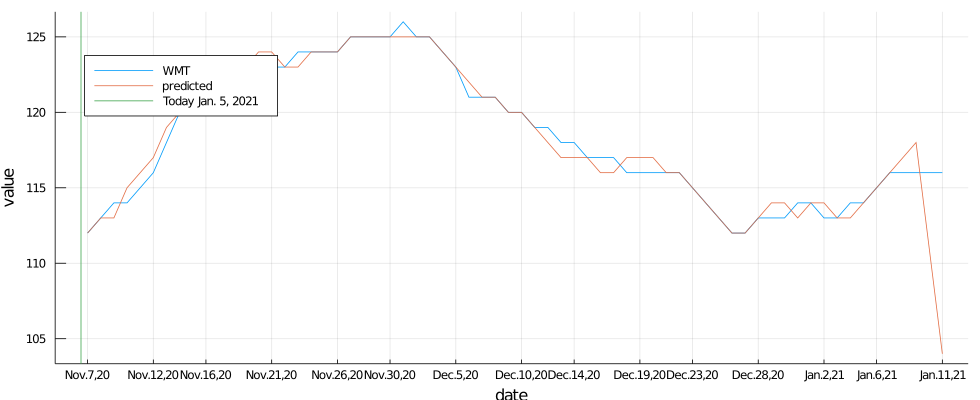 125
120
115
110
105
value
WMT
predicted
Today Jan. 5, 2021
Nov.7,20 Nov.12,20 Nov.16,20 Nov.21,20 Nov.26,20 Nov.30,20 Dec.5,20 Dec.10,20 Dec.14,20 Dec.19,20 Dec.23,20 Dec.28,20 Jan.2,21 Jan.6,21 Jan.11,21
date